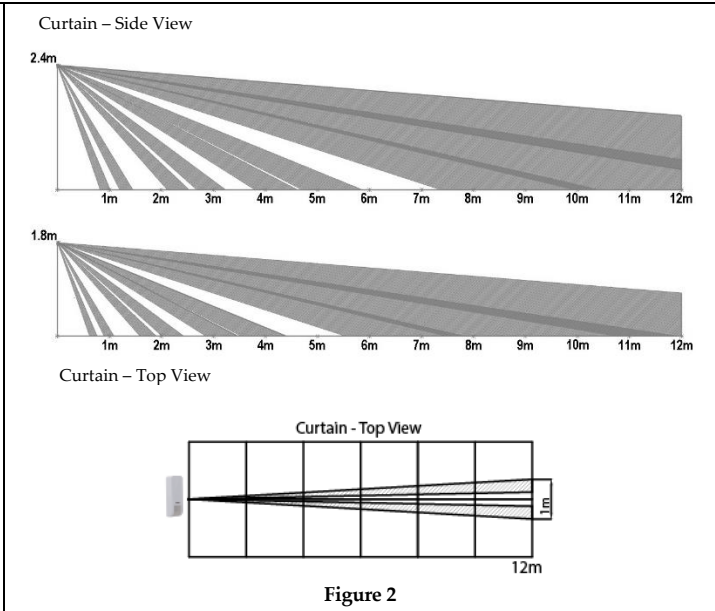 Curtain – Side View
2.4m
1m 2m 3m 4m 5m 6m 7m 8m 9m 10m 11m 12m
1.8m
1m 2m 3m 4m 5m 6m 7m 8m 9m 10m 11m 12m
Curtain – Top View
Curtain - Top View
1m
12m
Figure 2